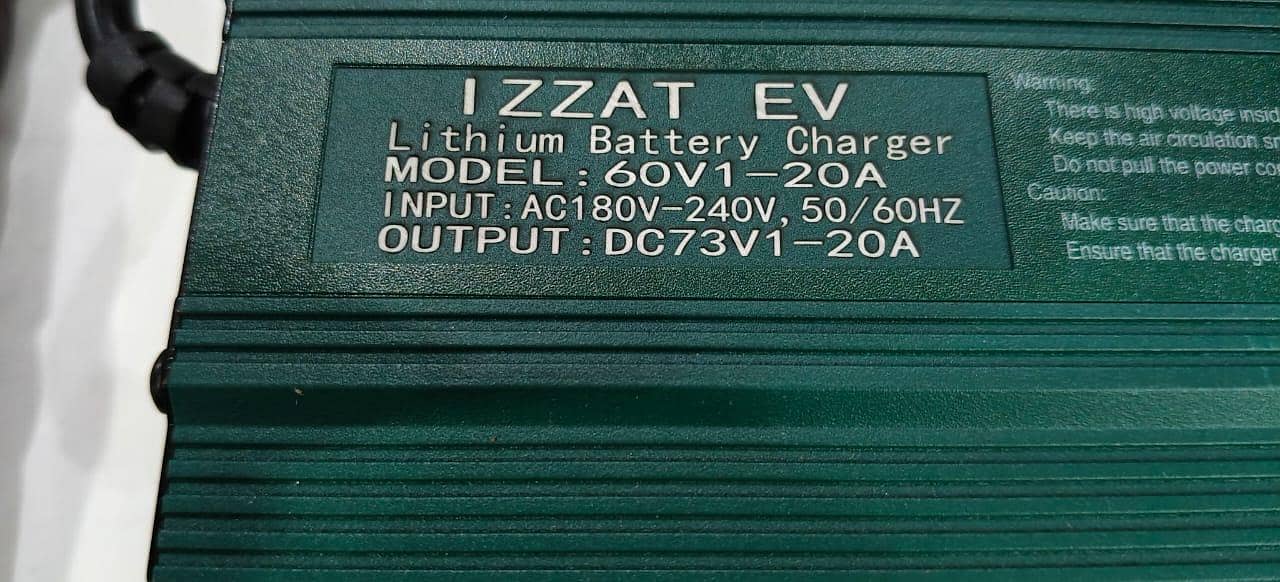 IZZAT EV
Lithium Battery Charger
MODEL:60V1-20A
INPUT:AC180V-240V,50/60HZ
OUTPUT:DC73V1-20A
Warning:
There is high voltage
Keep the air circulation
Do not pull the power
Caution:
Make sure that the
Ensure that the charger